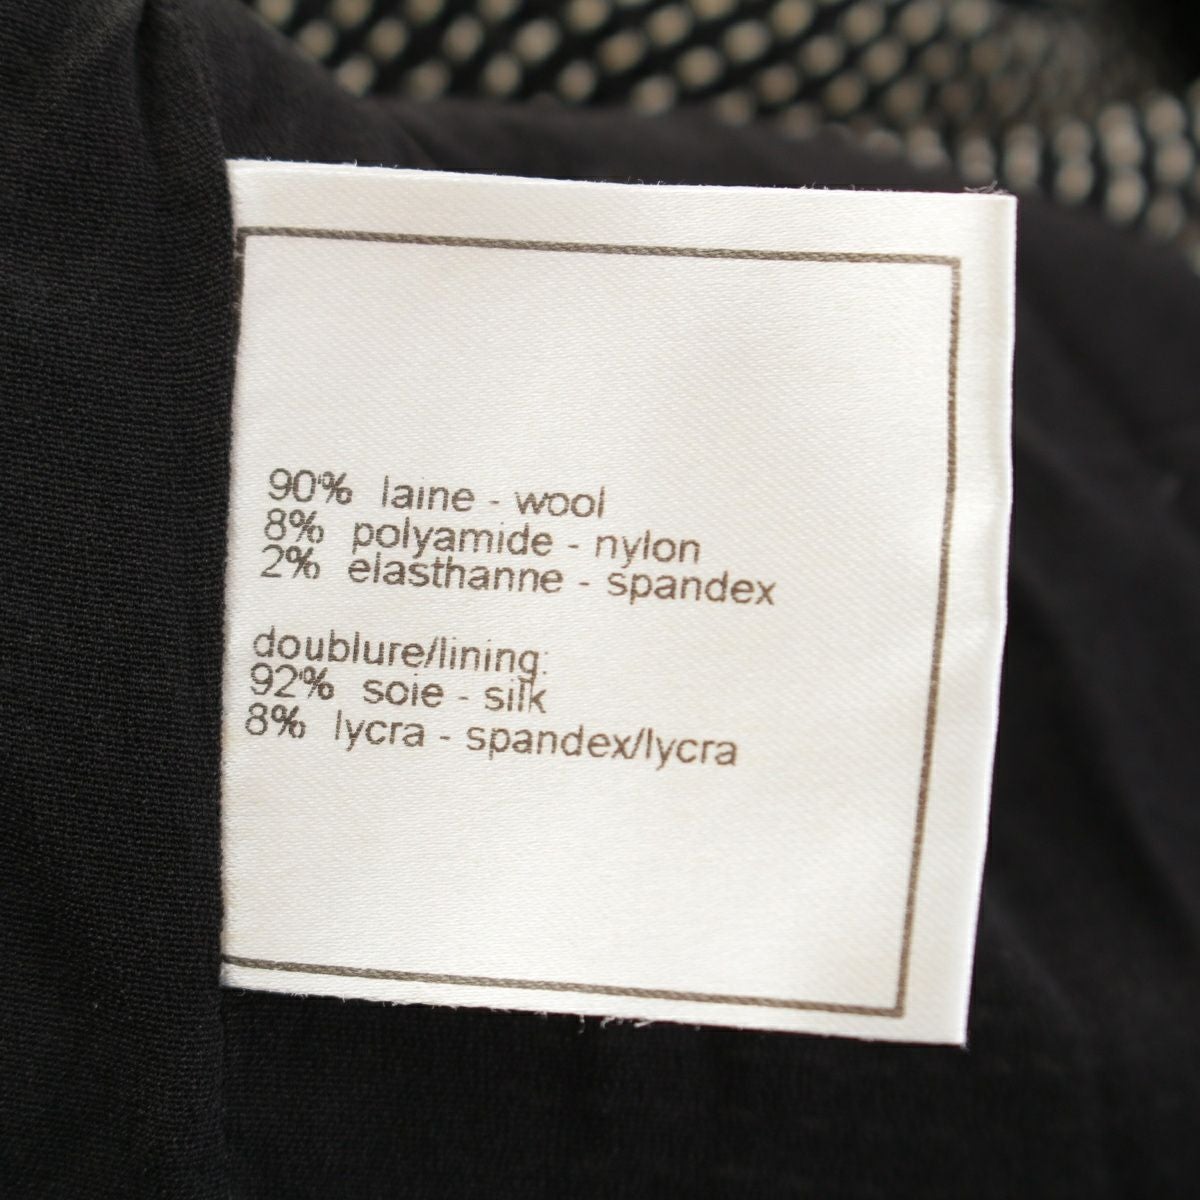 90% laine - wool
8% polyamide - nylon
2% elasthanne - spandex
doublure/lining:
92% soie - silk
8% lycra - spandex/lycra